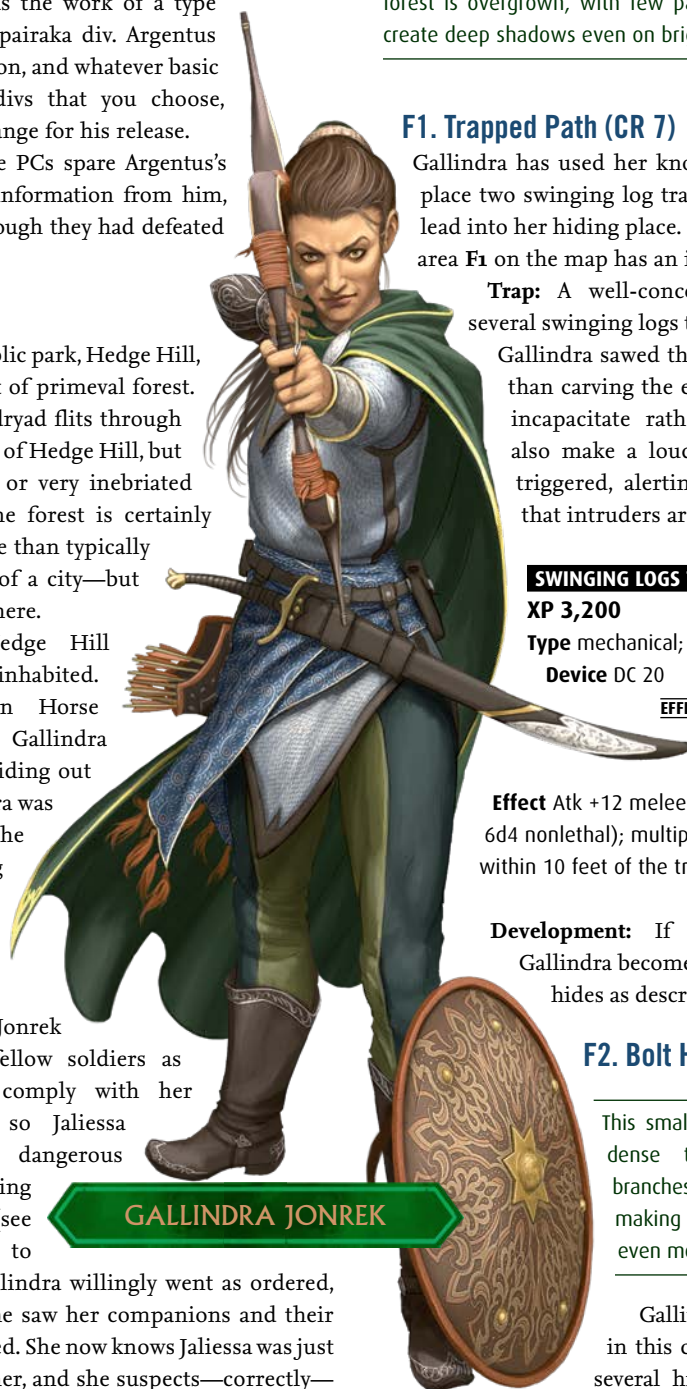 s the work of a type
pairaka div. Argentus
on, and whatever basic
divs that you choose,
nge for his release.
e PCs spare Argentus's
information from him,
ough they had defeated
olic park, Hedge Hill,
t of primeval forest.
dryad flits through
of Hedge Hill, but
or very inebriated
he forest is certainly
e than typically
of a city—but
here.
edge Hill
inhabited.
n Horse
Gallindra
iding out
ra was
he
g
Jonrek
fellow soldiers as
comply with her
so Jaliessa
dangerous
ing
see
to
llindra willingly went as ordered,
he saw her companions and their
ed. She now knows Jaliessa was just
her, and she suspects—correctly—
GALLINDRA JONREK
forest is overgrown, with few pa
create deep shadows even on brig
F1. Trapped Path (CR 7)
Gallindra has used her kno
place two swinging log tra
lead into her hiding place.
area F1 on the map has an i
Trap: A well-conce
several swinging logs t
Gallindra sawed th
than carving the e
incapacitate rath
also make a loud
triggered, alertin
that intruders ar
SWINGING LOGS
XP 3,200
Type mechanical;
Device DC 20
EFFE
Effect Atk +12 melee
6d4 nonlethal); multip
within 10 feet of the tr
Development: If
Gallindra become
hides as descr
F2. Bolt H
This smal
dense t
branches
making
even mo
Galli
in this c
several hi